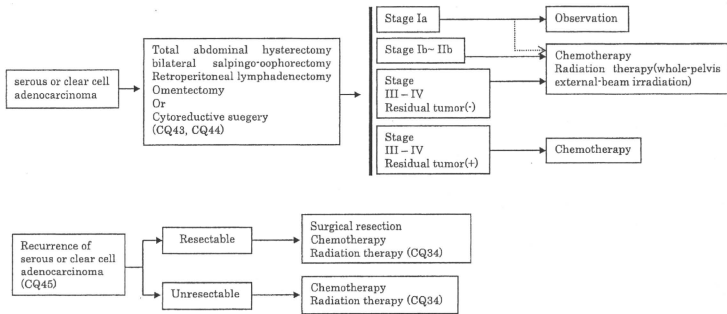 serous or clear cell
adenocarcinoma
Total abdominal hysterectomy
bilateral salpingo-oophorectomy
Retroperitoneal lymphadenectomy
Omentectomy
Or
Cytoreductive suegery
(CQ43, CQ44)
Stage Ia
Observation
Stage Ib~ IIb
Chemotherapy
Radiation therapy(whole-pelvis
external-beam irradiation)
Stage
III – IV
Residual tumor(-)
Stage
III – IV
Residual tumor(+)
Chemotherapy
Recurrence of
serous or clear cell
adenocarcinoma
(CQ45)
Resectable
Surgical resection
Chemotherapy
Radiation therapy (CQ34)
Unresectable
Chemotherapy
Radiation therapy (CQ34)